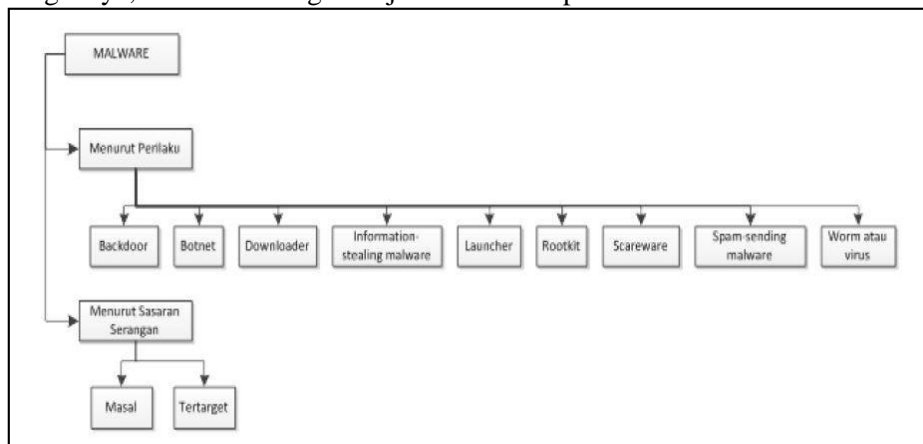 MALWARE
Menurut Perilaku
Backdoor
Botnet
Downloader
Information-
stealing malware
Launcher
Rootkit
Scareware
Spam-sending
malware
Worm atau
virus
Menurut Sasaran
Serangan
Masal
Tertarget